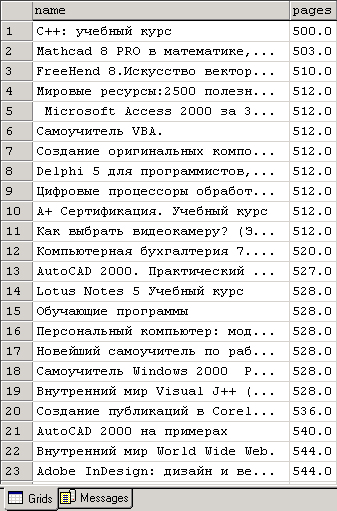 name pages
1 C++: учебный курс 500.0
2 Mathcad 8 PRO в математике,... 503.0
3 FreeHend 8.Искусство вектор... 510.0
4 Мировые ресурсы:2500 полезн... 512.0
5 Microsoft Access 2000 за 3... 512.0
6 Самоучитель VBA. 512.0
7 Создание оригинальных компо... 512.0
8 Delphi 5 для программистов,... 512.0
9 Цифровые процессоры обработ... 512.0
10 A+ Сертификация. Учебный курс 512.0
11 Как выбрать видеокамеру? (Э... 512.0
12 Компьютерная бухгалтерия 7.... 520.0
13 AutoCAD 2000. Практический ... 527.0
14 Lotus Notes 5 Учебный курс 528.0
15 Обучающие программы 528.0
16 Персональный компьютер: мод... 528.0
17 Новейший самоучитель по раб... 528.0
18 Самоучитель Windows 2000 P... 528.0
19 Внутренний мир Visual J++ (... 528.0
20 Создание публикаций в Corel... 536.0
21 AutoCAD 2000 на примерах 540.0
22 Внутренний мир World Wide Web. 544.0
23 Adobe InDesign: дизайн и ве... 544.0
Grids Messages